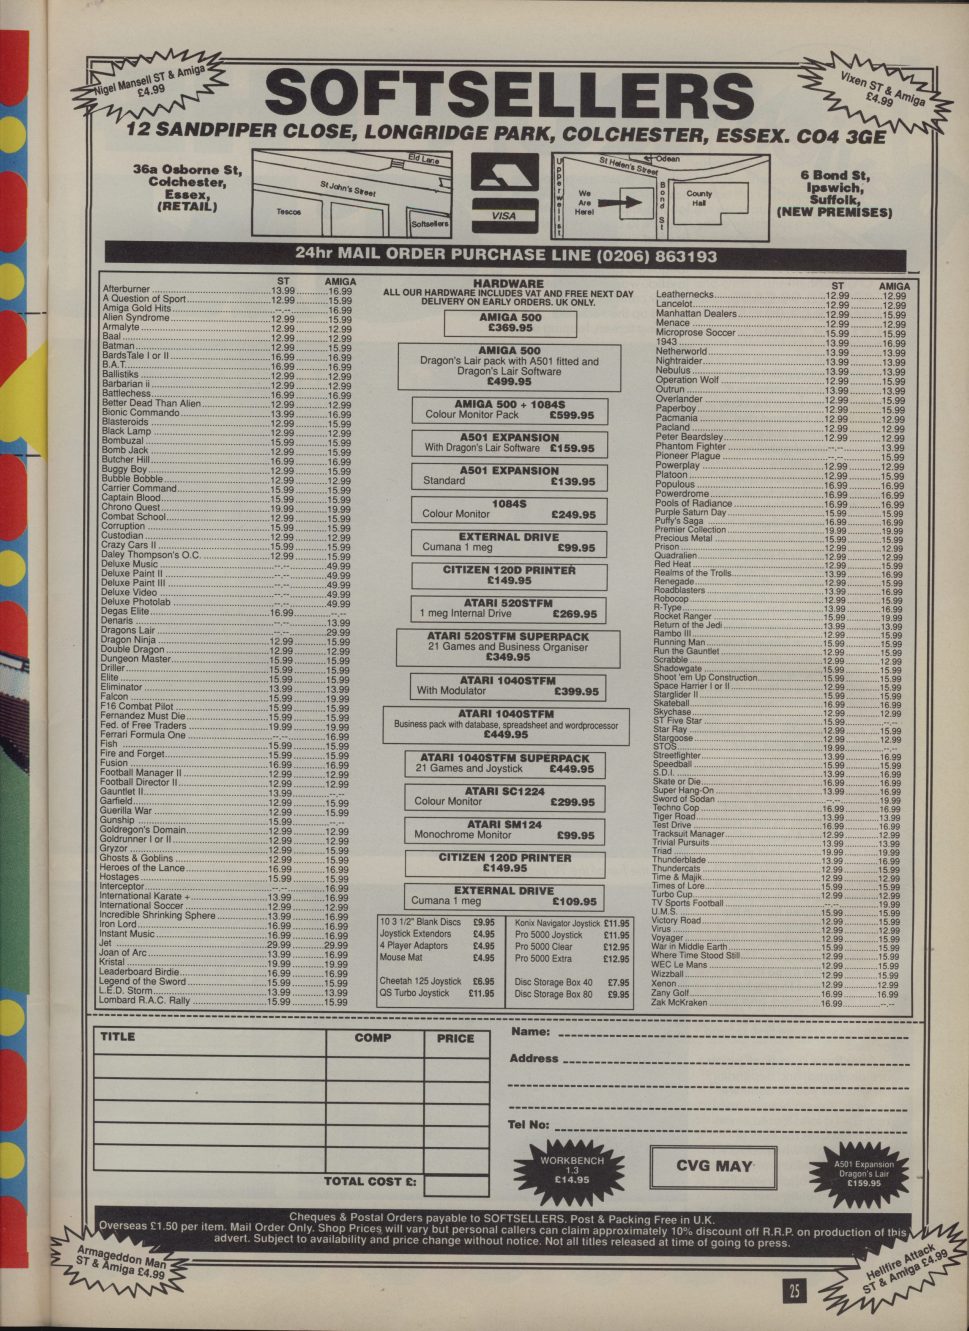 Nigel Mansell ST & Amiga
£4.99
SOFTSELLERS
Vixen ST & Amiga
£4.99
12 SANDPIPER CLOSE, LONGRIDGE PARK, COLCHESTER, ESSEX. CO4 3GE
36a Osborne St,
Colchester,
Essex,
(RETAIL)
Eld Lane
St John's Street
Tescos
Softsellers
VISA
Upperwellst
St Helen's Street
Odean
We
Are
Here!
Bond St
County
Hall
6 Bond St,
Ipswich,
Suffolk,
(NEW PREMISES)
24hr MAIL ORDER PURCHASE LINE (0206) 863193
ST AMIGA
Afterburner 13.99 16.99
A Question of Sport 12.99 15.99
Amiga Gold Hits --.-- 16.99
Alien Syndrome 12.99 15.99
Armalyte 12.99 12.99
Baal 12.99 15.99
Batman 12.99 15.99
BardsTale I or II 16.99 16.99
B.A.T. 16.99 16.99
Ballistiks 12.99 12.99
Barbarian ii 12.99 15.99
Battlechess 16.99 16.99
Better Dead Than Alien 12.99 12.99
Bionic Commando 13.99 16.99
Blasteroids 12.99 15.99
Black Lamp 12.99 12.99
Bombuzal 15.99 15.99
Bomb Jack 12.99 15.99
Butcher Hill 16.99 16.99
Buggy Boy 12.99 15.99
Bubble Bobble 12.99 12.99
Carrier Command 15.99 15.99
Captain Blood 15.99 15.99
Chrono Quest 19.99 19.99
Combat School 12.99 15.99
Corruption 15.99 15.99
Custodian 12.99 12.99
Crazy Cars II 15.99 15.99
Daley Thompson's O.C. 12.99 15.99
Deluxe Music --.-- 49.99
Deluxe Paint II --.-- 49.99
Deluxe Paint III --.-- 49.99
Deluxe Video --.-- 49.99
Deluxe Photolab --.-- 49.99
Degas Elite 16.99 --.--
Denaris --.-- 13.99
Dragons Lair --.-- 29.99
Dragon Ninja 12.99 15.99
Double Dragon 12.99 12.99
Dungeon Master 15.99 15.99
Driller 15.99 15.99
Elite 15.99 15.99
Eliminator 13.99 13.99
Falcon 15.99 19.99
F16 Combat Pilot 15.99 15.99
Fernandez Must Die 15.99 15.99
Fed. of Free Traders 19.99 19.99
Ferrari Formula One --.-- 16.99
Fish 15.99 15.99
Fire and Forget 15.99 15.99
Fusion 16.99 16.99
Football Manager II 12.99 12.99
Football Director II 12.99 12.99
Gauntlet II 13.99 --.--
Garfield 12.99 15.99
Guerilla War 12.99 15.99
Gunship 15.99 --.--
Goldregon's Domain 12.99 12.99
Goldrunner I or II 12.99 12.99
Gryzor 12.99 15.99
Ghosts & Goblins 12.99 15.99
Heroes of the Lance 16.99 16.99
Hostages 15.99 15.99
Interceptor --.-- 16.99
International Karate + 13.99 16.99
International Soccer 12.99 12.99
Incredible Shrinking Sphere 13.99 16.99
Iron Lord 16.99 16.99
Instant Music 16.99 16.99
Jet 29.99 29.99
Joan of Arc 13.99 16.99
Kristal 19.99 19.99
Leaderboard Birdie 16.99 16.99
Legend of the Sword 15.99 15.99
L.E.D. Storm 13.99 13.99
Lombard R.A.C. Rally 15.99 15.99
HARDWARE
ALL OUR HARDWARE INCLUDES VAT AND FREE NEXT DAY
DELIVERY ON EARLY ORDERS. UK ONLY.
AMIGA 500
£369.95
AMIGA 500
Dragon's Lair pack with A501 fitted and
Dragon's Lair Software
£499.95
AMIGA 500 + 1084S
Colour Monitor Pack £599.95
A501 EXPANSION
With Dragon's Lair Software £159.95
A501 EXPANSION
Standard £139.95
1084S
Colour Monitor £249.95
EXTERNAL DRIVE
Cumana 1 meg £99.95
CITIZEN 120D PRINTER
£149.95
ATARI 520STFM
1 meg Internal Drive £269.95
ATARI 520STFM SUPERPACK
21 Games and Business Organiser
£349.95
ATARI 1040STFM
With Modulator £399.95
ATARI 1040STFM
Business pack with database, spreadsheet and wordprocessor
£449.95
ATARI 1040STFM SUPERPACK
21 Games and Joystick £449.95
ATARI SC1224
Colour Monitor £299.95
ATARI SM124
Monochrome Monitor £99.95
CITIZEN 120D PRINTER
£149.95
EXTERNAL DRIVE
Cumana 1 meg £109.95
10 3 1/2" Blank Discs £9.95
Joystick Extendors £4.95
4 Player Adaptors £4.95
Mouse Mat £4.95
Cheetah 125 Joystick £6.95
QS Turbo Joystick £11.95
Konix Navigator Joystick £11.95
Pro 5000 Joystick £11.95
Pro 5000 Clear £12.95
Pro 5000 Extra £12.95
Disc Storage Box 40 £7.95
Disc Storage Box 80 £9.95
ST AMIGA
Leathernecks 12.99 12.99
Lancelot 12.99 12.99
Manhattan Dealers 12.99 12.99
Menace 12.99 12.99
Microprose Soccer 15.99 15.99
1943 13.99 16.99
Netherworld 13.99 13.99
Nightraider 13.99 13.99
Nebulus 13.99 13.99
Operation Wolf 12.99 15.99
Outrun 13.99 13.99
Overlander 12.99 12.99
Paperboy 12.99 12.99
Pacmania 12.99 12.99
Pacland 12.99 12.99
Peter Beardsley 12.99 12.99
Phantom Fighter --.-- 13.99
Pioneer Plague --.-- 15.99
Powerplay 12.99 12.99
Platoon 12.99 15.99
Populous 16.99 16.99
Powerdrome 16.99 16.99
Pools of Radiance 16.99 16.99
Purple Saturn Day 15.99 15.99
Puffy's Saga 16.99 16.99
Premier Collection 19.99 19.99
Precious Metal 15.99 15.99
Prison 12.99 12.99
Quadralien 12.99 12.99
Red Heat 12.99 15.99
Realms of the Trolls 13.99 16.99
Renegade 12.99 15.99
Roadblasters 13.99 16.99
Robocop 12.99 15.99
R-Type 13.99 16.99
Rocket Ranger 15.99 19.99
Return of the Jedi 13.99 13.99
Rambo III 12.99 15.99
Running Man 15.99 15.99
Run the Gauntlet 12.99 15.99
Scrabble 12.99 12.99
Shadowgate 15.99 15.99
Shoot 'em Up Construction 15.99 15.99
Space Harrier I or II 12.99 15.99
Starglider II 15.99 15.99
Skateball 16.99 16.99
Skychase 12.99 12.99
ST Five Star 15.99 --.--
Star Ray 12.99 15.99
Stargoose 12.99 12.99
STOS 19.99 --.--
Streetfighter 13.99 16.99
Speedball 15.99 15.99
S.D.I. 13.99 16.99
Skate or Die 16.99 16.99
Super Hang-On 13.99 16.99
Sword of Sodan --.-- 19.99
Techno Cop 16.99 16.99
Tiger Road 13.99 13.99
Test Drive 16.99 16.99
Tracksuit Manager 12.99 12.99
Trivial Pursuits 13.99 13.99
Triad 19.99 19.99
Thunderblade 13.99 16.99
Thundercats 12.99 15.99
Time & Majik 12.99 12.99
Times of Lore 15.99 15.99
Turbo Cup 12.99 12.99
TV Sports Football --.-- 19.99
U.M.S. 15.99 15.99
Victory Road 12.99 15.99
Virus 12.99 12.99
Voyager 12.99 15.99
War in Middle Earth 15.99 15.99
Where Time Stood Still 12.99 15.99
WEC Le Mans 12.99 15.99
Wizzball 12.99 15.99
Xenon 12.99 12.99
Zany Golf 16.99 16.99
Zak McKraken 16.99 --.--
TITLE COMP PRICE
TOTAL COST £:
Name:
Address
Tel No:
WORKBENCH
1.3
£14.95
CVG MAY
A501 Expansion
Dragon's Lair
£159.95
Cheques & Postal Orders payable to SOFTSELLERS. Post & Packing Free in U.K.
Overseas £1.50 per item. Mail Order Only. Shop Prices will vary but personal callers can claim approximately 10% discount off R.R.P. on production of this
advert. Subject to availability and price change without notice. Not all titles released at time of going to press.
Armageddon Man
ST & Amiga £4.99
Hellfire Attack
ST & Amiga £4.99
25